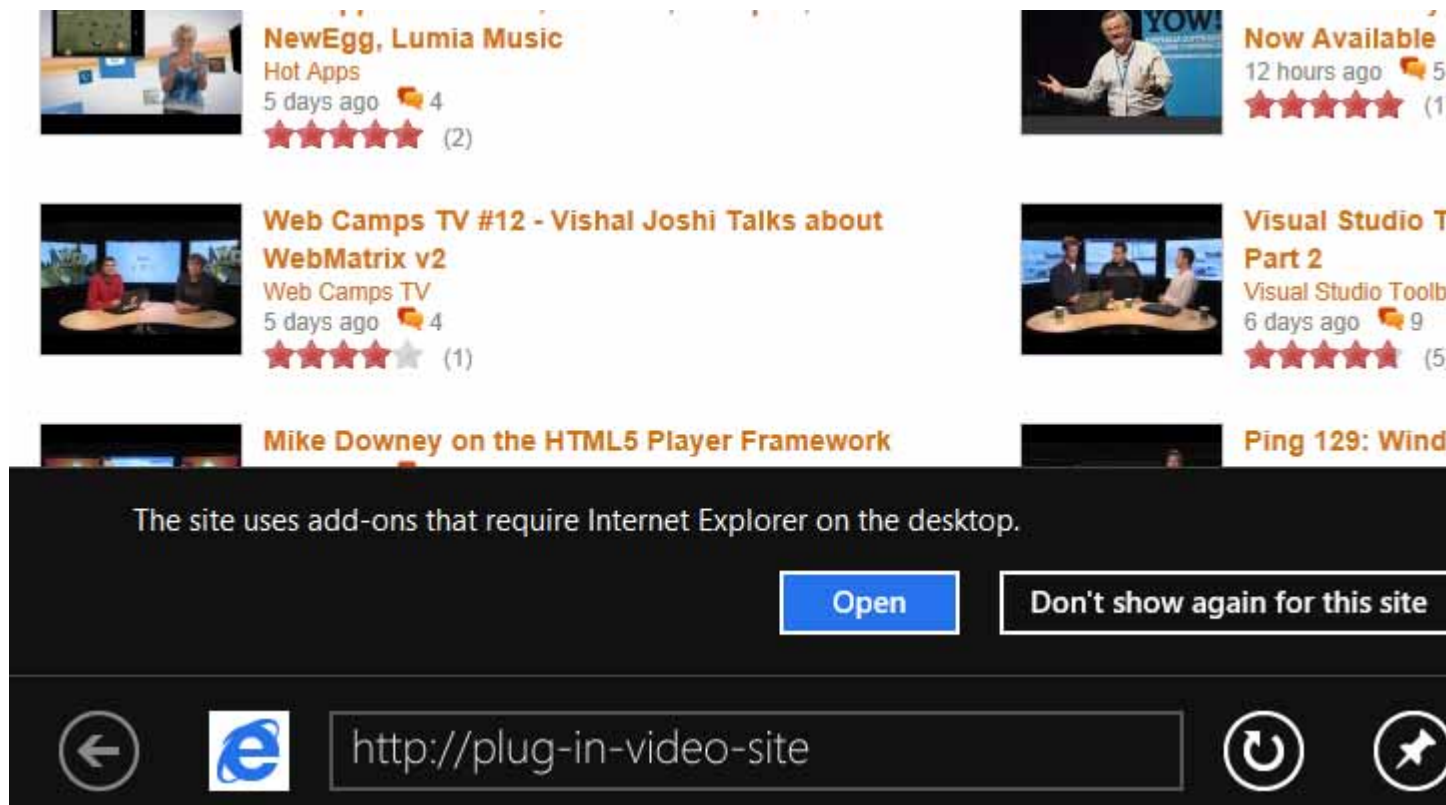 NewEgg, Lumia Music
Hot Apps
5 days ago 4
(2)
Web Camps TV #12 - Vishal Joshi Talks about
WebMatrix v2
Web Camps TV
5 days ago 4
(1)
Mike Downey on the HTML5 Player Framework
YOW!
Now Available
12 hours ago 5
(1
Visual Studio T
Part 2
Visual Studio Toolb
6 days ago 9
(5)
Ping 129: Wind
The site uses add-ons that require Internet Explorer on the desktop.
Open
Don't show again for this site
http://plug-in-video-site